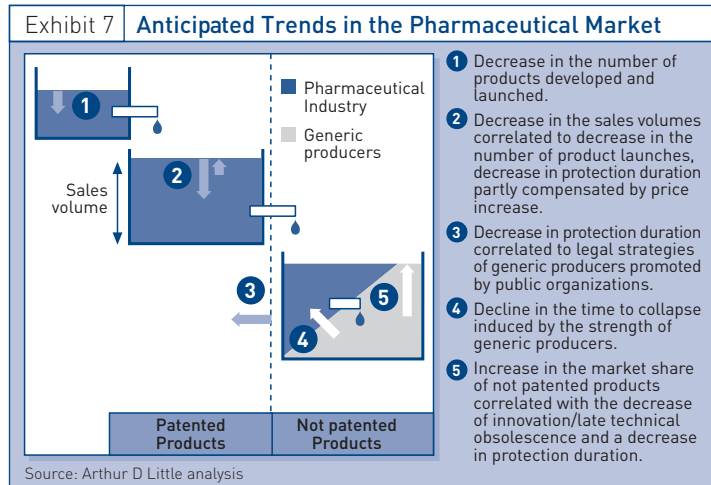 Exhibit 7
Anticipated Trends in the Pharmaceutical Market
1
Pharmaceutical
Industry
Generic
producers
2
Sales
volume
3
4
5
Patented
Products
Not patented
Products
1 Decrease in the number of
products developed and
launched.
2 Decrease in the sales volumes
correlated to decrease in the
number of product launches,
decrease in protection duration
partly compensated by price
increase.
3 Decrease in protection duration
correlated to legal strategies
of generic producers promoted
by public organizations.
4 Decline in the time to collapse
induced by the strength of
generic producers.
5 Increase in the market share
of not patented products
correlated with the decrease
of innovation/late technical
obsolescence and a decrease
in protection duration.
Source: Arthur D Little analysis